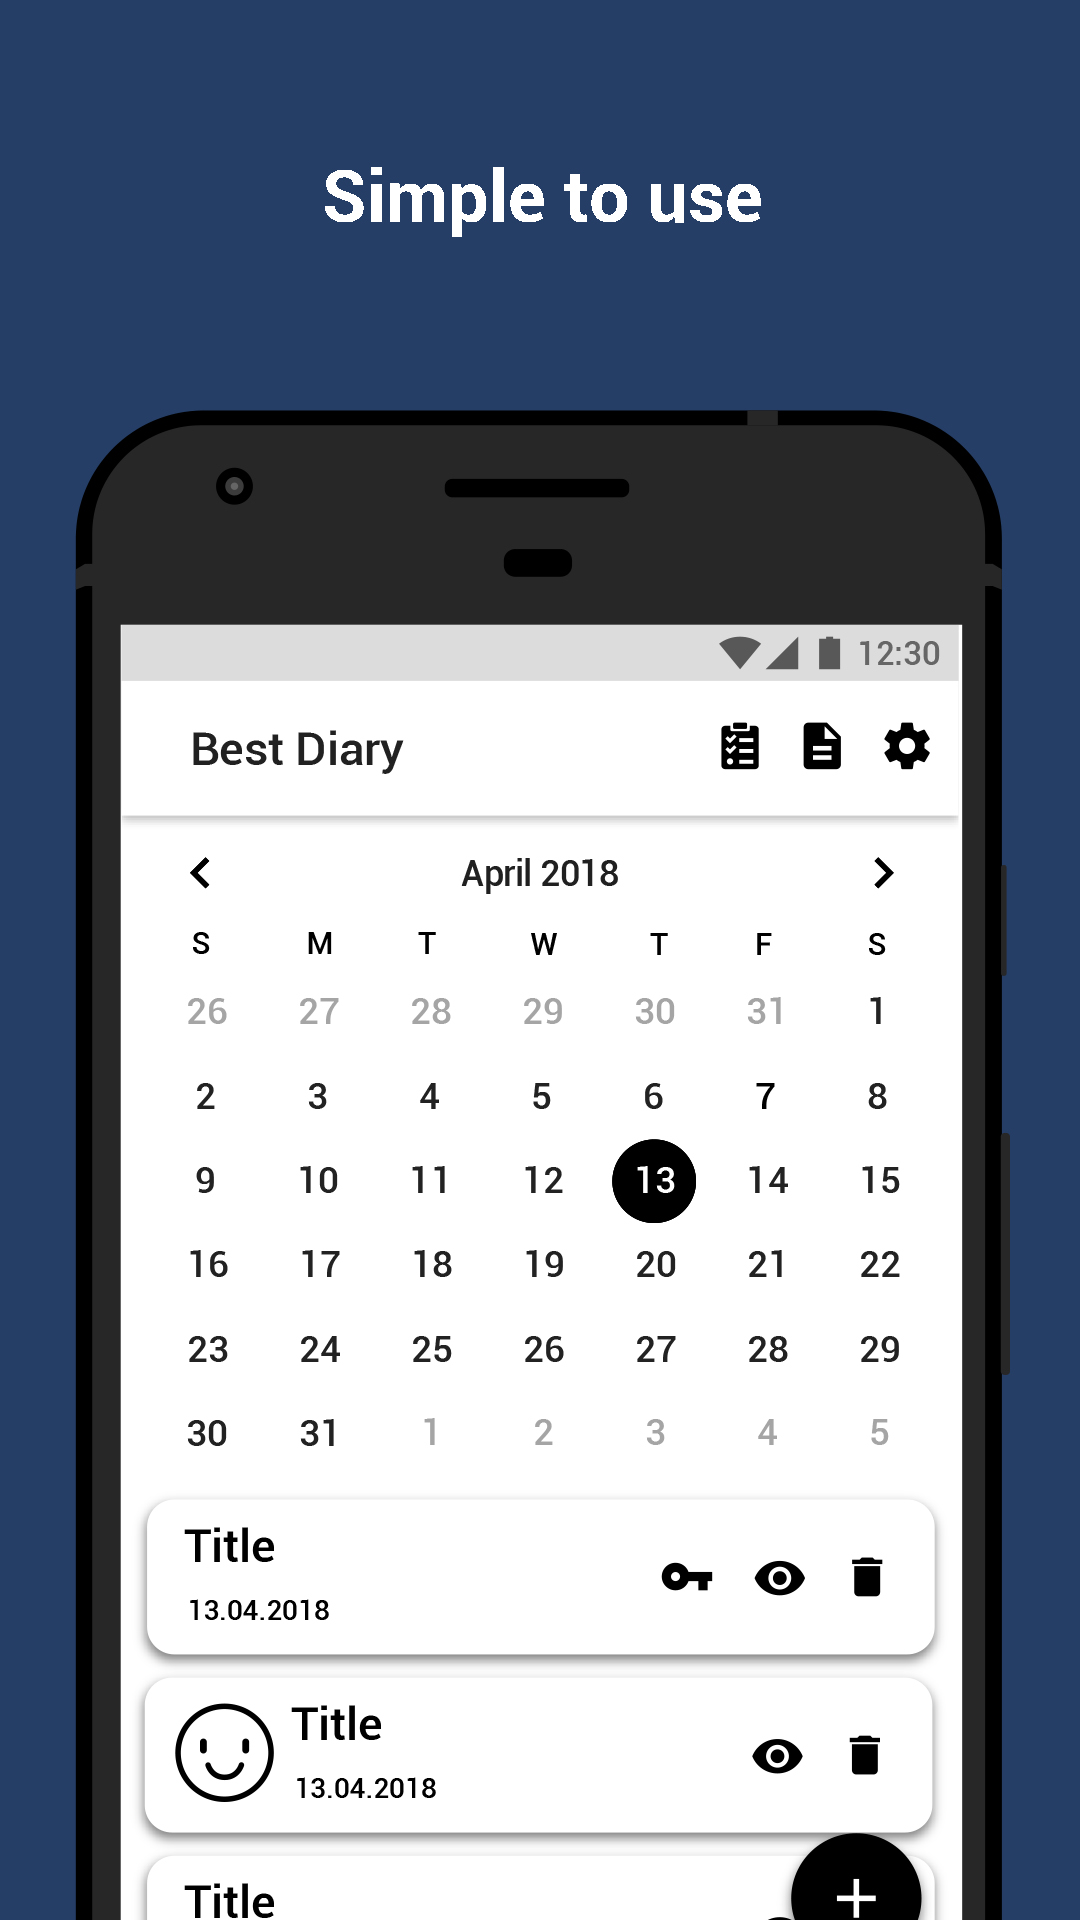 Simple to use
12:30
Best Diary
April 2018
S M T W T F S
26 27 28 29 30 31 1
2 3 4 5 6 7 8
9 10 11 12 13 14 15
16 17 18 19 20 21 22
23 24 25 26 27 28 29
30 31 1 2 3 4 5
Title
13.04.2018
Title
13.04.2018
Title